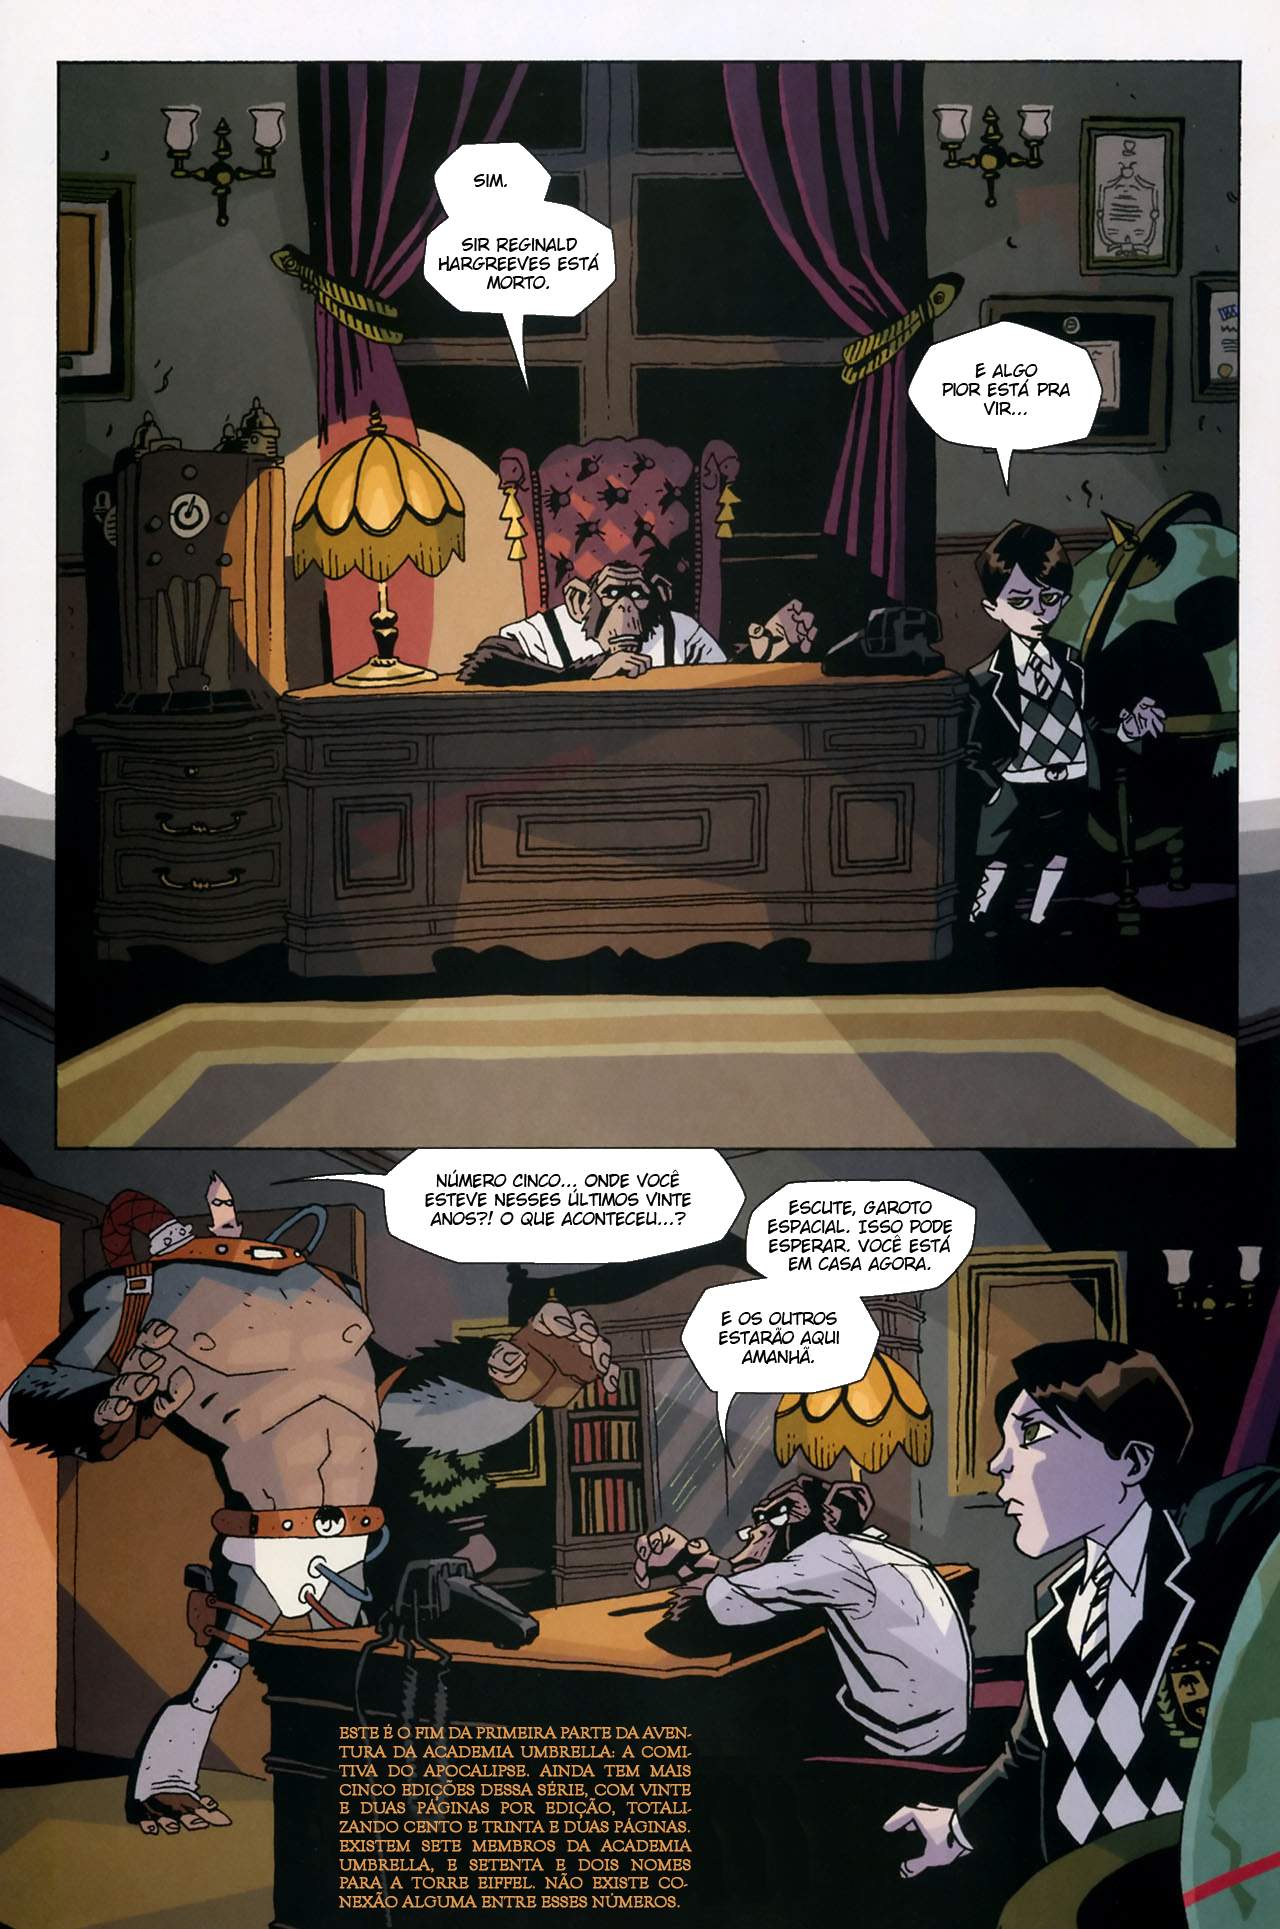 SIM.
SIR REGINALD
HARGREEVES ESTÁ
MORTO.
E ALGO
PIOR ESTÁ PRA
VIR...
NÚMERO CINCO... ONDE VOCÊ
ESTEVE NESSES ÚLTIMOS VINTE
ANOS?! O QUE ACONTECEU...?
ESCUTE, GAROTO
ESPACIAL. ISSO PODE
ESPERAR. VOCÊ ESTÁ
EM CASA AGORA.
E OS OUTROS
ESTARÃO AQUI
AMANHÃ.
ESTE É O FIM DA PRIMEIRA PARTE DA AVEN-
TURA DA ACADEMIA UMBRELLA: A COMI-
TIVA DO APOCALIPSE. AINDA TEM MAIS
CINCO EDIÇÕES DESSA SÉRIE, COM VINTE
E DUAS PÁGINAS POR EDIÇÃO, TOTALI-
ZANDO CENTO E TRINTA E DUAS PÁGINAS.
EXISTEM SETE MEMBROS DA ACADEMIA
UMBRELLA, E SETENTA E DOIS NOMES
PARA A TORRE EIFFEL. NÃO EXISTE CO-
NEXÃO ALGUMA ENTRE ESSES NÚMEROS.